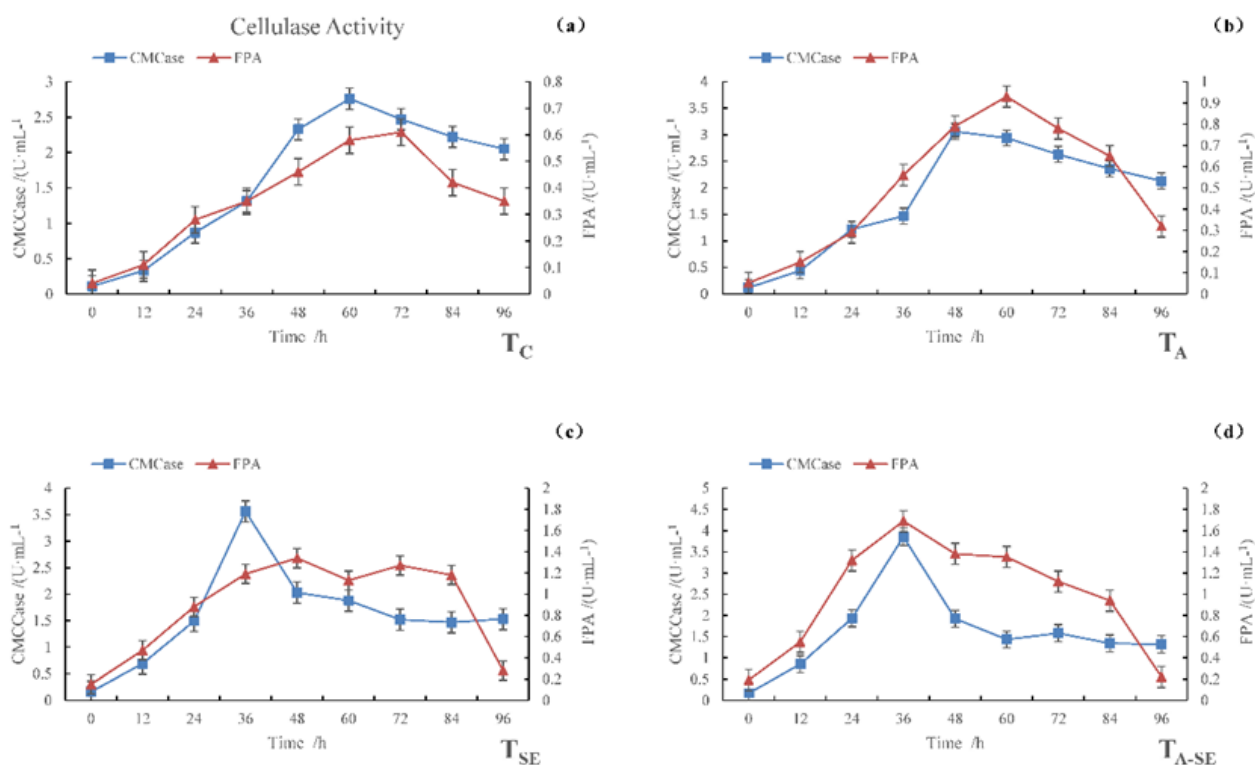 Cellulase Activity
(a)
CMCase FPA
CMCCase /(U·mL-¹
FPA /(U·mL-¹)
3 2.5 2 1.5 1 0.5 0
0.8 0.7 0.6 0.5 0.4 0.3 0.2 0.1 0
0 12 24 36 48 60 72 84 96
Time /h
T_C
(b)
CMCase FPA
CMCCase /(U·mL-¹
FPA /(U·mL-¹)
4 3.5 3 2.5 2 1.5 1 0.5 0
1 0.9 0.8 0.7 0.6 0.5 0.4 0.3 0.2 0.1 0
0 12 24 36 48 60 72 84 96
Time /h
T_A
(c)
CMCase FPA
CMCCase /(U·mL-¹
FPA /(U·mL-¹)
4 3.5 3 2.5 2 1.5 1 0.5 0
2 1.8 1.6 1.4 1.2 1 0.8 0.6 0.4 0.2 0
0 12 24 36 48 60 72 84 96
Time /h
T_SE
(d)
CMCase FPA
CMCCase /(U·mL-¹
FPA /(U·mL-¹)
5 4.5 4 3.5 3 2.5 2 1.5 1 0.5 0
2 1.8 1.6 1.4 1.2 1 0.8 0.6 0.4 0.2 0
0 12 24 36 48 60 72 84 96
Time /h
T_A-SE